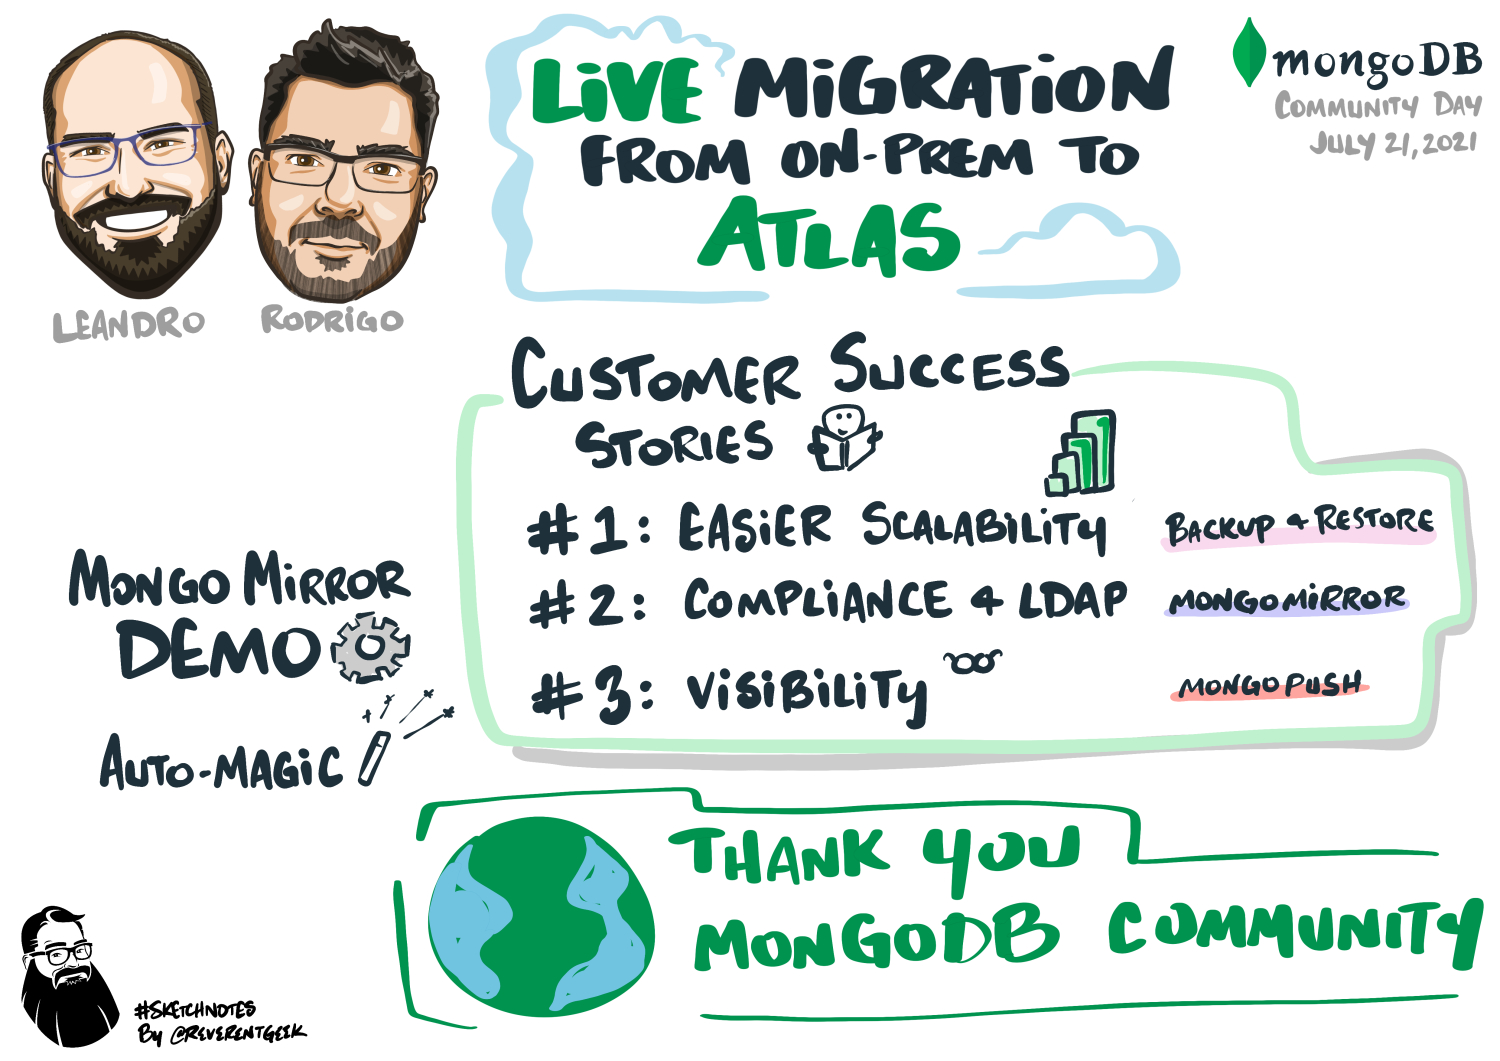 LiVE MiGRATiON
FROM ON-PREM TO
ATLAS
mongoDB
COMMUNITY DAY
JULY 21, 2021
LEANDRO
RODRiGO
CUSTOMER SUCCESS
STORIES
#1: EASiER SCALABiLiTY
BACKUP & RESTORE
#2: COMPLiANCE & LDAP
MONGOMiRROR
#3: ViSiBiLiTY
MONGOPUSH
MONGO MiRROR
DEMO
AUTO-MAGiC
THANK YOU
MONGODB COMMUNITY
#SKETCHNOTES
By @REVERENTGEEK